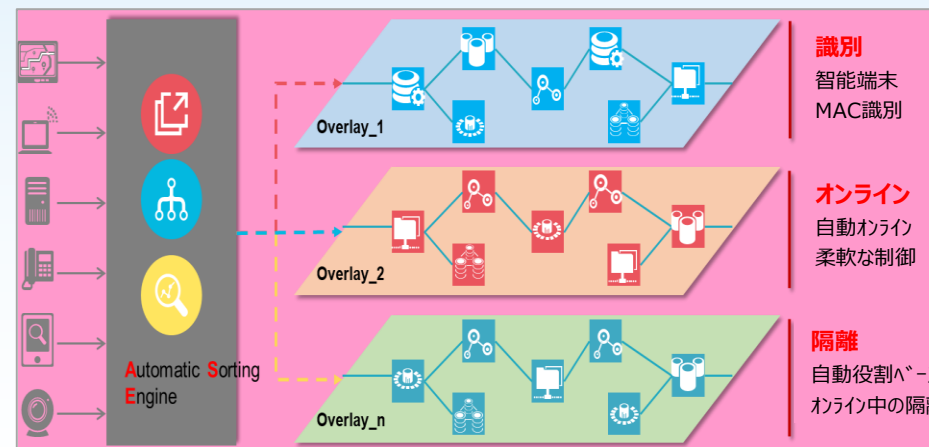 Automatic Sorting
Engine
Overlay_1
Overlay_2
Overlay_n
識別
智能端末
MAC識別
オンライン
自動ｵﾝﾗｲﾝ
柔軟な制御
隔離
自動役割ﾍﾞｰ
ｵﾝﾗｲﾝ中の隔